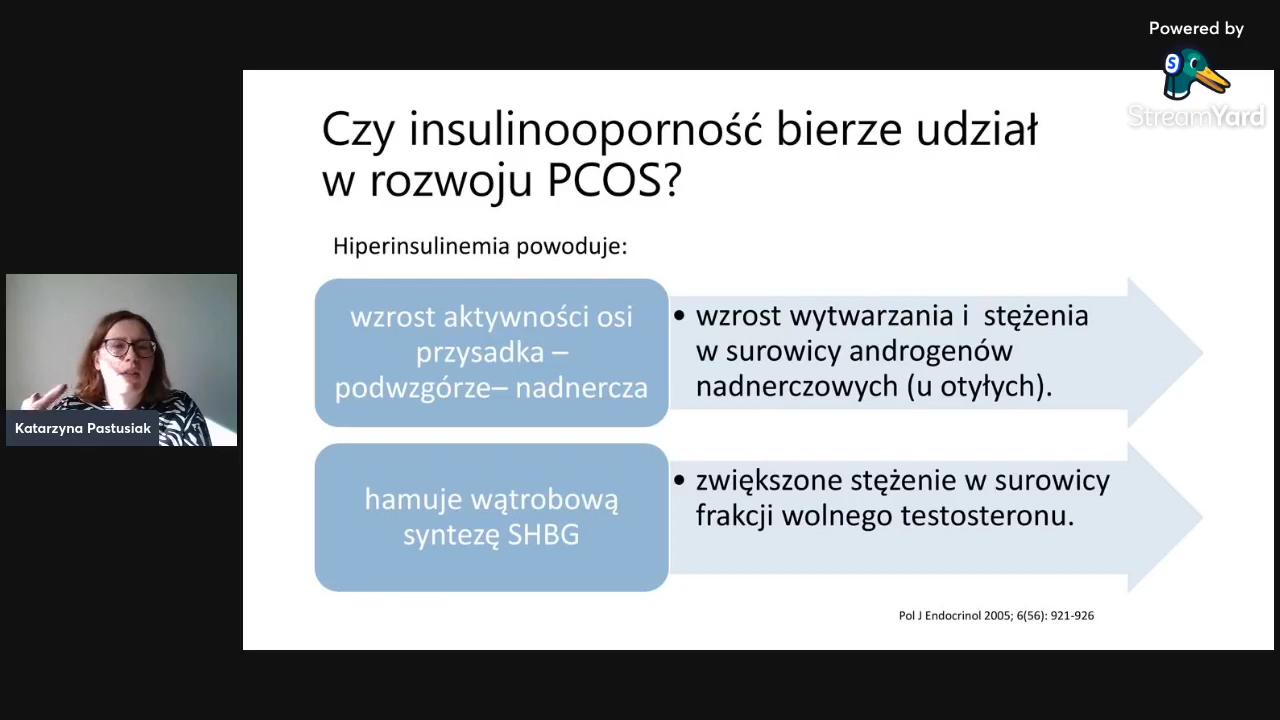 Powered by
StreamYard
Czy insulinooporność bierze udział
w rozwoju PCOS?
Hiperinsulinemia powoduje:
wzrost aktywności osi
przysadka –
podwzgórze– nadnercza
• wzrost wytwarzania i  stężenia
w surowicy androgenów
nadnerczowych (u otyłych).
hamuje wątrobową
syntezę SHBG
• zwiększone stężenie w surowicy
frakcji wolnego testosteronu.
Pol J Endocrinol 2005; 6(56): 921-926
Katarzyna Pastusiak